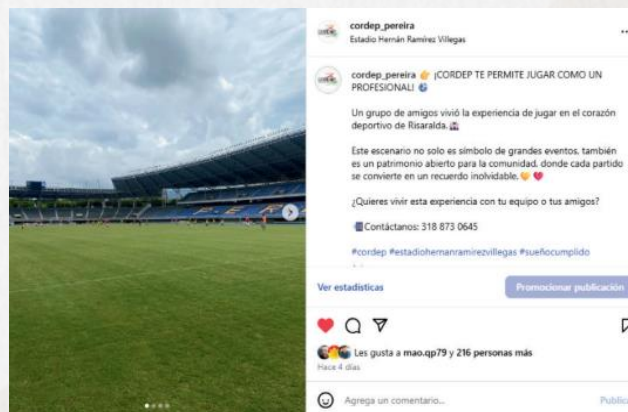 cordep_pereira
Estadio Hernán Ramírez Villegas
cordep_pereira 👉 ¡CORDEP TE PERMITE JUGAR COMO UN
PROFESIONAL! ⚽
Un grupo de amigos vivió la experiencia de jugar en el corazón
deportivo de Risaralda.🏟
Este escenario no solo es símbolo de grandes eventos, también
es un patrimonio abierto para la comunidad, donde cada partido
se convierte en un recuerdo inolvidable.💛❤️
¿Quieres vivir esta experiencia con tu equipo o tus amigos?
📲Contáctanos: 318 873 0645
#cordep #estadiohernanramirezvillegas #sueñocumplido
Ver estadísticas
Promocionar publicación
Les gusta a mao.qp79 y 216 personas más
Hace 4 días
Agrega un comentario...
Public